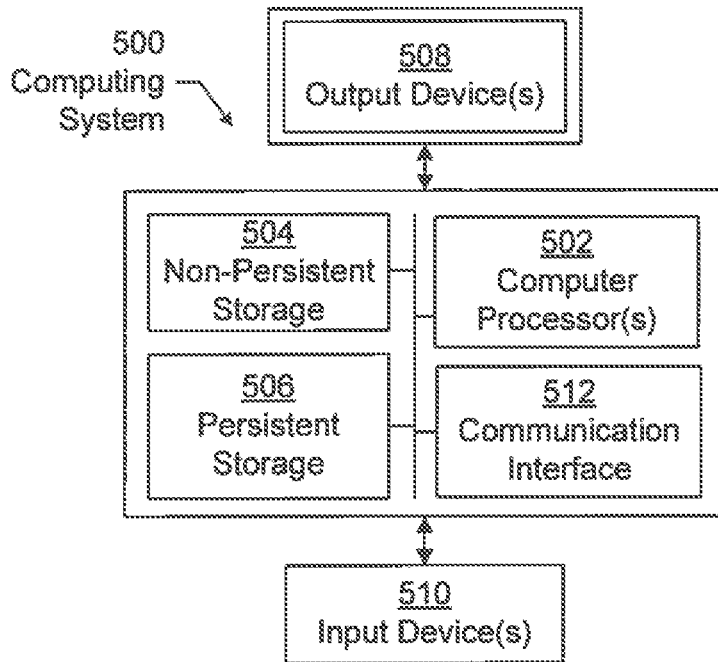 500
Computing
System
508
Output Device(s)
504
Non-Persistent
Storage
502
Computer
Processor(s)
506
Persistent
Storage
512
Communication
Interface
510
Input Device(s)